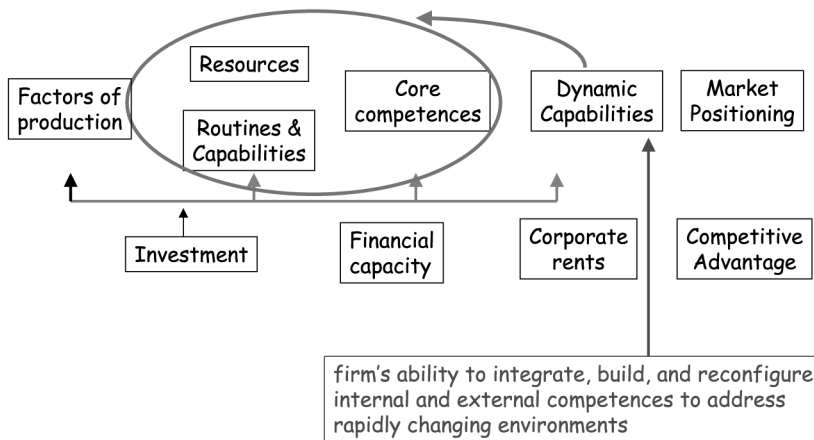 Resources
Factors of
production
Core
competences
Dynamic
Capabilities
Market
Positioning
Routines &
Capabilities
Investment
Financial
capacity
Corporate
rents
Competitive
Advantage
firm's ability to integrate, build, and reconfigure
internal and external competences to address
rapidly changing environments